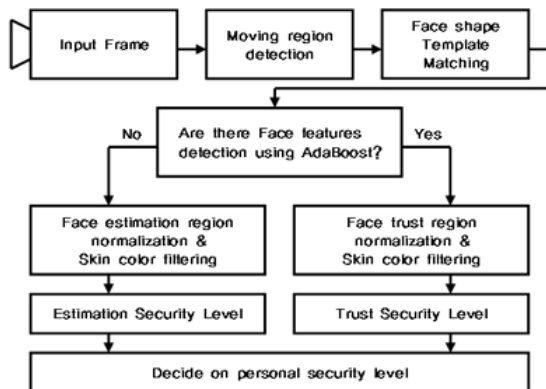 Input Frame
Moving region
detection
Face shape
Template
Matching
No
Are there Face features
detection using AdaBoost?
Yes
Face estimation region
normalization &
Skin color filtering
Face trust region
normalization &
Skin color filtering
Estimation Security Level
Trust Security Level
Decide on personal security level